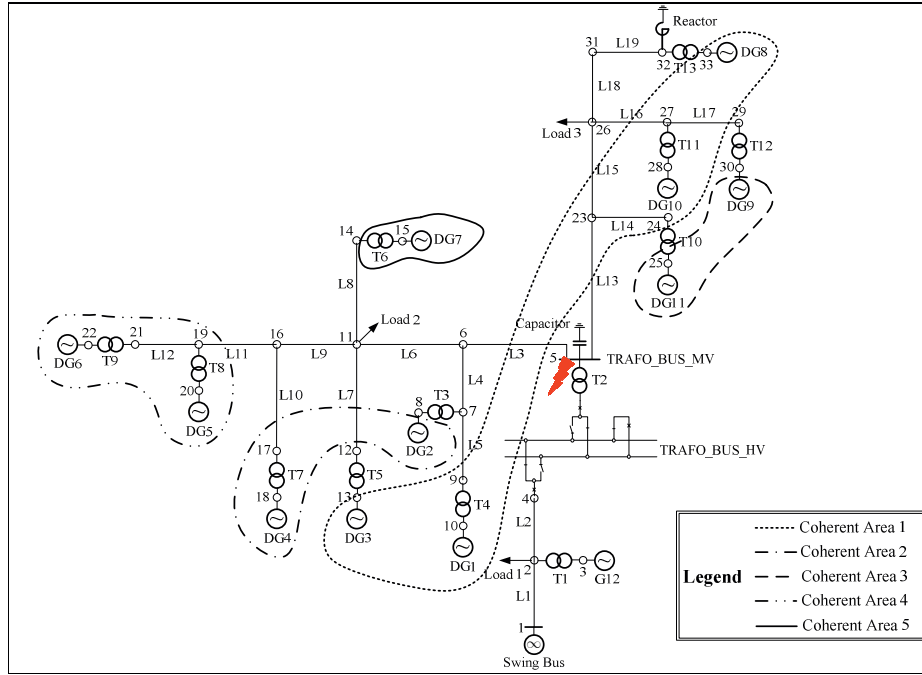 Reactor
31 L19 32 T13 33 DG8
L18
L16 27 L17 29
Load 3 26
T11 T12
L15 28 30
DG10 DG9
23 L14 24
T10
25
L13
DG11
14 15 DG7
T6
L8
Capacitor
22 21 19 16 11 Load 2 6
L12 L11 L9 L6 L3 5 TRAFO_BUS_MV
DG6 T9 T8 T2
20 L10 L7 L4
8 T3 7
DG5 DG2
17 12 L5 TRAFO_BUS_HV
T7 T5 9
18 13 T4 4
10 L2
DG4 DG3 DG1
Load 1 2 T1 3 G12
L1
1
Swing Bus
Legend
Coherent Area 1
Coherent Area 2
Coherent Area 3
Coherent Area 4
Coherent Area 5